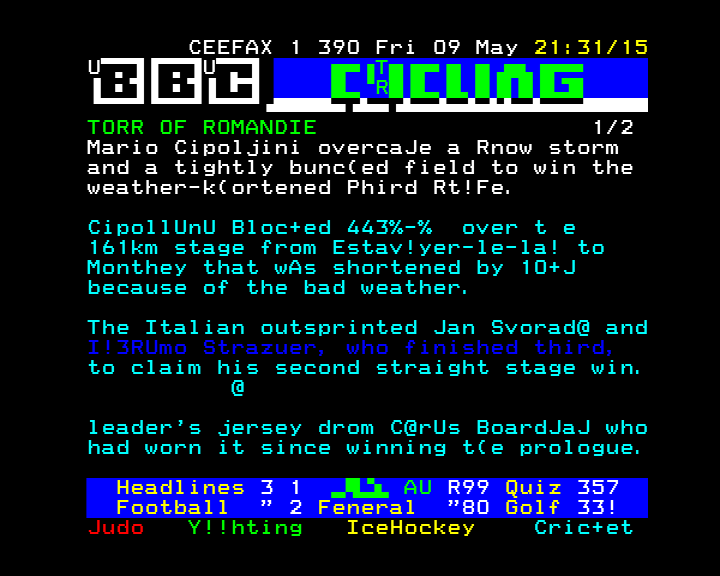 CEEFAX 1 390 Fri 09 May 21:31/15
BBC CYCLING
TORR OF ROMANDIE 1/2
Mario Cipoljini overcaJe a Rnow storm
and a tightly bunc(ed field to win the
weather-k(ortened Phird Rt!Fe.
CipollUnU Bloc+ed 443%-% over t e
161km stage from Estav!yer-le-la! to
Monthey that wAs shortened by 10+J
because of the bad weather.
The Italian outsprinted Jan Svorad@ and
I!3RUmo Strazuer, who finished third,
to claim his second straight stage win.
@
leader's jersey drom C@rUs BoardJaJ who
had worn it since winning t(e prologue.
Headlines 3 1 AU R99 Quiz 357
Football " 2 Feneral "80 Golf 33!
Judo Y!!hting IceHockey Cric+et